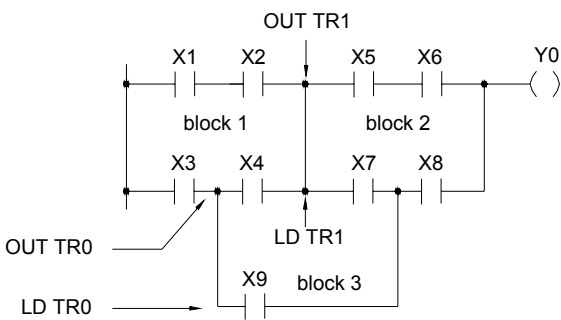 OUT TR1
X1 X2 X5 X6 Y0
block 1 block 2
X3 X4 X7 X8
OUT TR0
LD TR1
X9 block 3
LD TR0